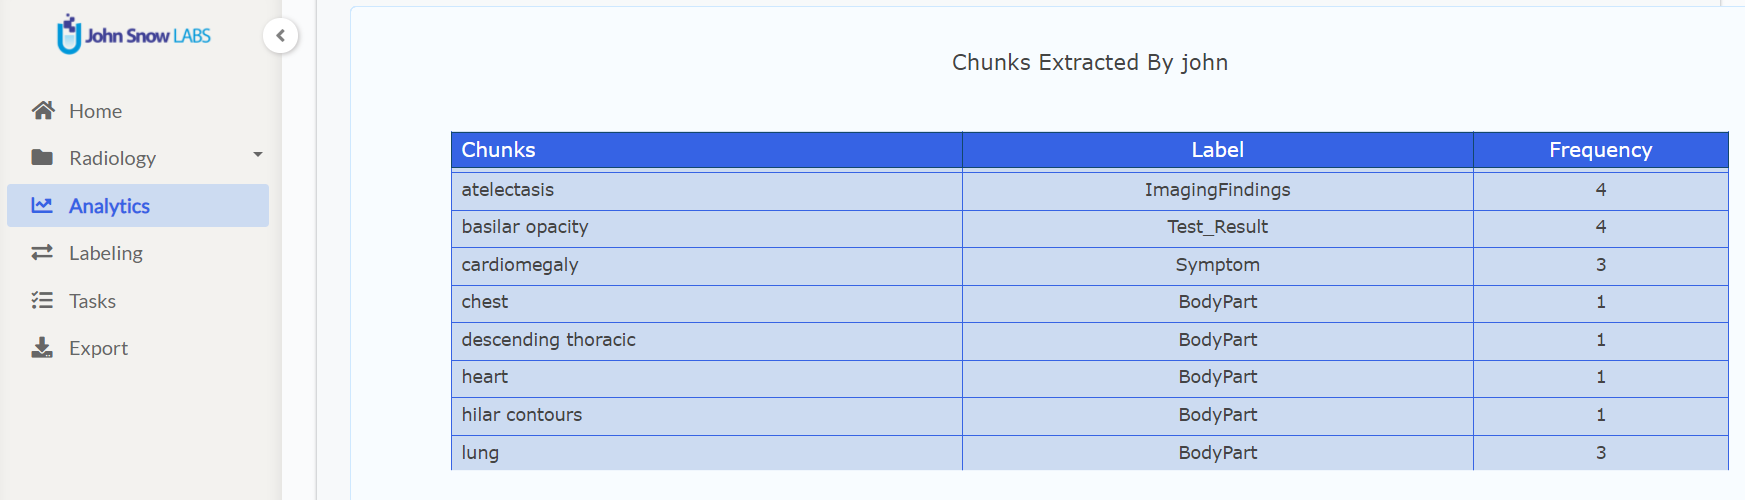 John Snow LABS
Home
Radiology
Analytics
Labeling
Tasks
Export
Chunks Extracted By john
Chunks Label Frequency
atelectasis ImagingFindings 4
basilar opacity Test_Result 4
cardiomegaly Symptom 3
chest BodyPart 1
descending thoracic BodyPart 1
heart BodyPart 1
hilar contours BodyPart 1
lung BodyPart 3